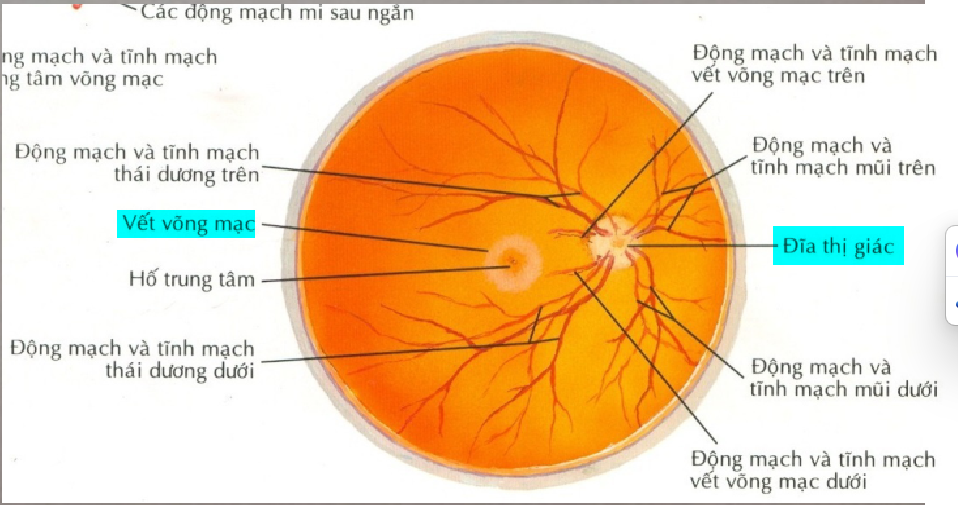 Các động mạch mi sau ngắn
ng mạch và tĩnh mạch
ng tâm võng mạc
Động mạch và tĩnh mạch
vết võng mạc trên
Động mạch và tĩnh mạch
thái dương trên
Động mạch và
tĩnh mạch mũi trên
Vết võng mạc
Đĩa thị giác
Hố trung tâm
Động mạch và tĩnh mạch
thái dương dưới
Động mạch và
tĩnh mạch mũi dưới
Động mạch và tĩnh mạch
vết võng mạc dưới